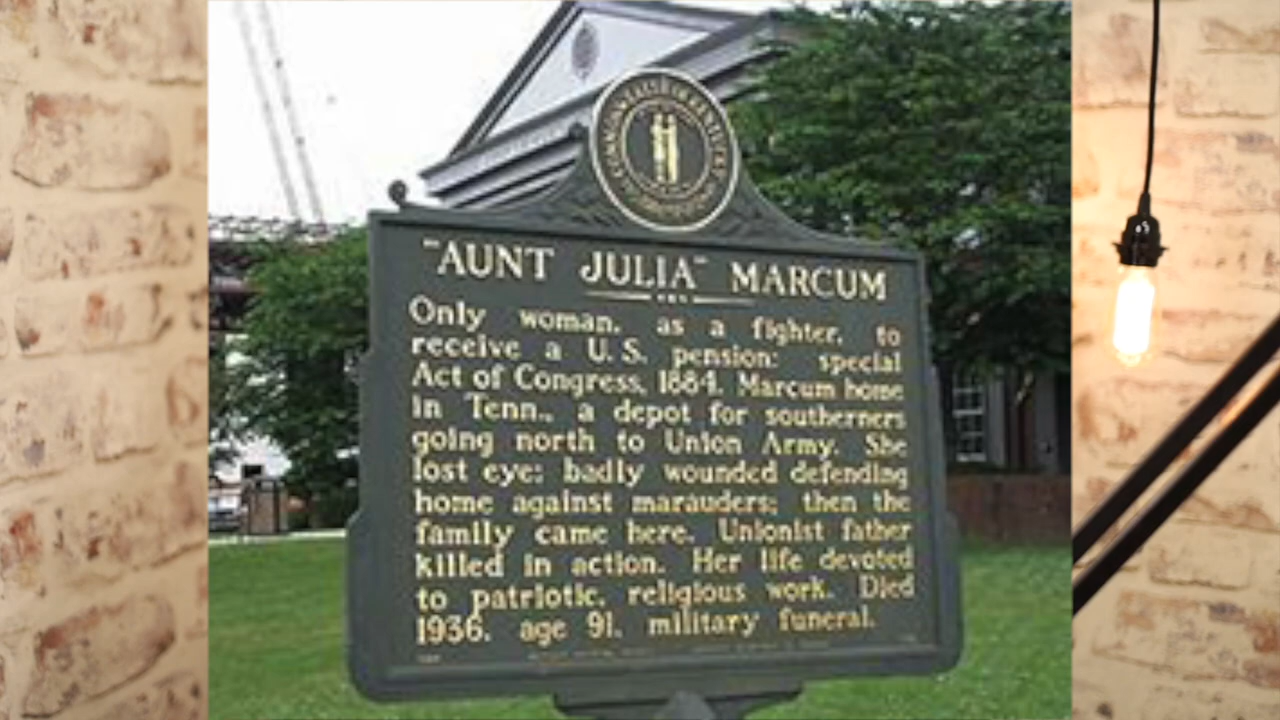 COMMONWEALTH OF KENTUCKY
"AUNT JULIA" MARCUM
Only woman, as a fighter, to
receive a U.S. pension: special
Act of Congress, 1884. Marcum home
in Tenn., a depot for southerners
going north to Union Army. She
lost eye; badly wounded defending
home against marauders; then the
family came here. Unionist father
killed in action. Her life devoted
to patriotic, religious work. Died
1936, age 91, military funeral.